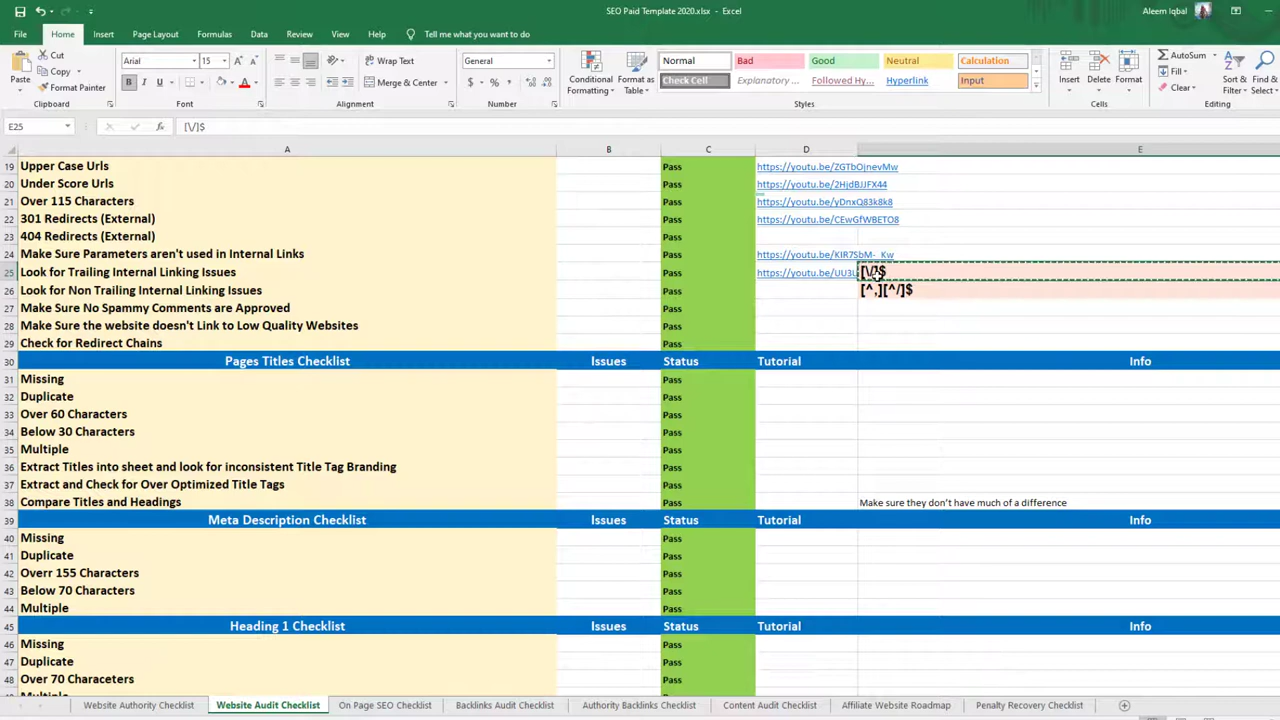 SEO Paid Template 2020.xlsx - Excel
Aleem Iqbal
File Home Insert Page Layout Formulas Data Review View Help Tell me what you want to do
Paste
Cut
Copy
Format Painter
Clipboard
Arial 15
B I U
Font
Wrap Text
Merge & Center
Alignment
General
$ % ,
Number
Conditional Formatting
Format as Table
Normal Bad Good Neutral Calculation
Check Cell Explanatory ... Followed Hy... Hyperlink Input
Styles
Insert Delete Format
Cells
AutoSum
Fill
Clear
Sort & Filter
Find & Select
Editing
E25 fx [\/]$
A B C D E
19 Upper Case Urls Pass https://youtu.be/ZGTbOjnevMw
20 Under Score Urls Pass https://youtu.be/2HjdBJJFX44
21 Over 115 Characters Pass https://youtu.be/yDnxQ83k8k8
22 301 Redirects (External) Pass https://youtu.be/CEwGfWBETO8
23 404 Redirects (External) Pass
24 Make Sure Parameters aren't used in Internal Links Pass https://youtu.be/KIR7SbM-_Kw
25 Look for Trailing Internal Linking Issues Pass https://youtu.be/UU3U [\/]$
26 Look for Non Trailing Internal Linking Issues Pass [^,][^/]$
27 Make Sure No Spammy Comments are Approved Pass
28 Make Sure the website doesn't Link to Low Quality Websites Pass
29 Check for Redirect Chains Pass
30 Pages Titles Checklist Issues Status Tutorial Info
31 Missing Pass
32 Duplicate Pass
33 Over 60 Characters Pass
34 Below 30 Characters Pass
35 Multiple Pass
36 Extract Titles into sheet and look for inconsistent Title Tag Branding Pass
37 Extract and Check for Over Optimized Title Tags Pass
38 Compare Titles and Headings Pass Make sure they don't have much of a difference
39 Meta Description Checklist Issues Status Tutorial Info
40 Missing Pass
41 Duplicate Pass
42 Overr 155 Characters Pass
43 Below 70 Characters Pass
44 Multiple Pass
45 Heading 1 Checklist Issues Status Tutorial Info
46 Missing Pass
47 Duplicate Pass
48 Over 70 Characeters Pass
Multiple
Website Authority Checklist Website Audit Checklist On Page SEO Checklist Backlinks Audit Checklist Authority Backlinks Checklist Content Audit Checklist Affiliate Website Roadmap Penalty Recovery Checklist